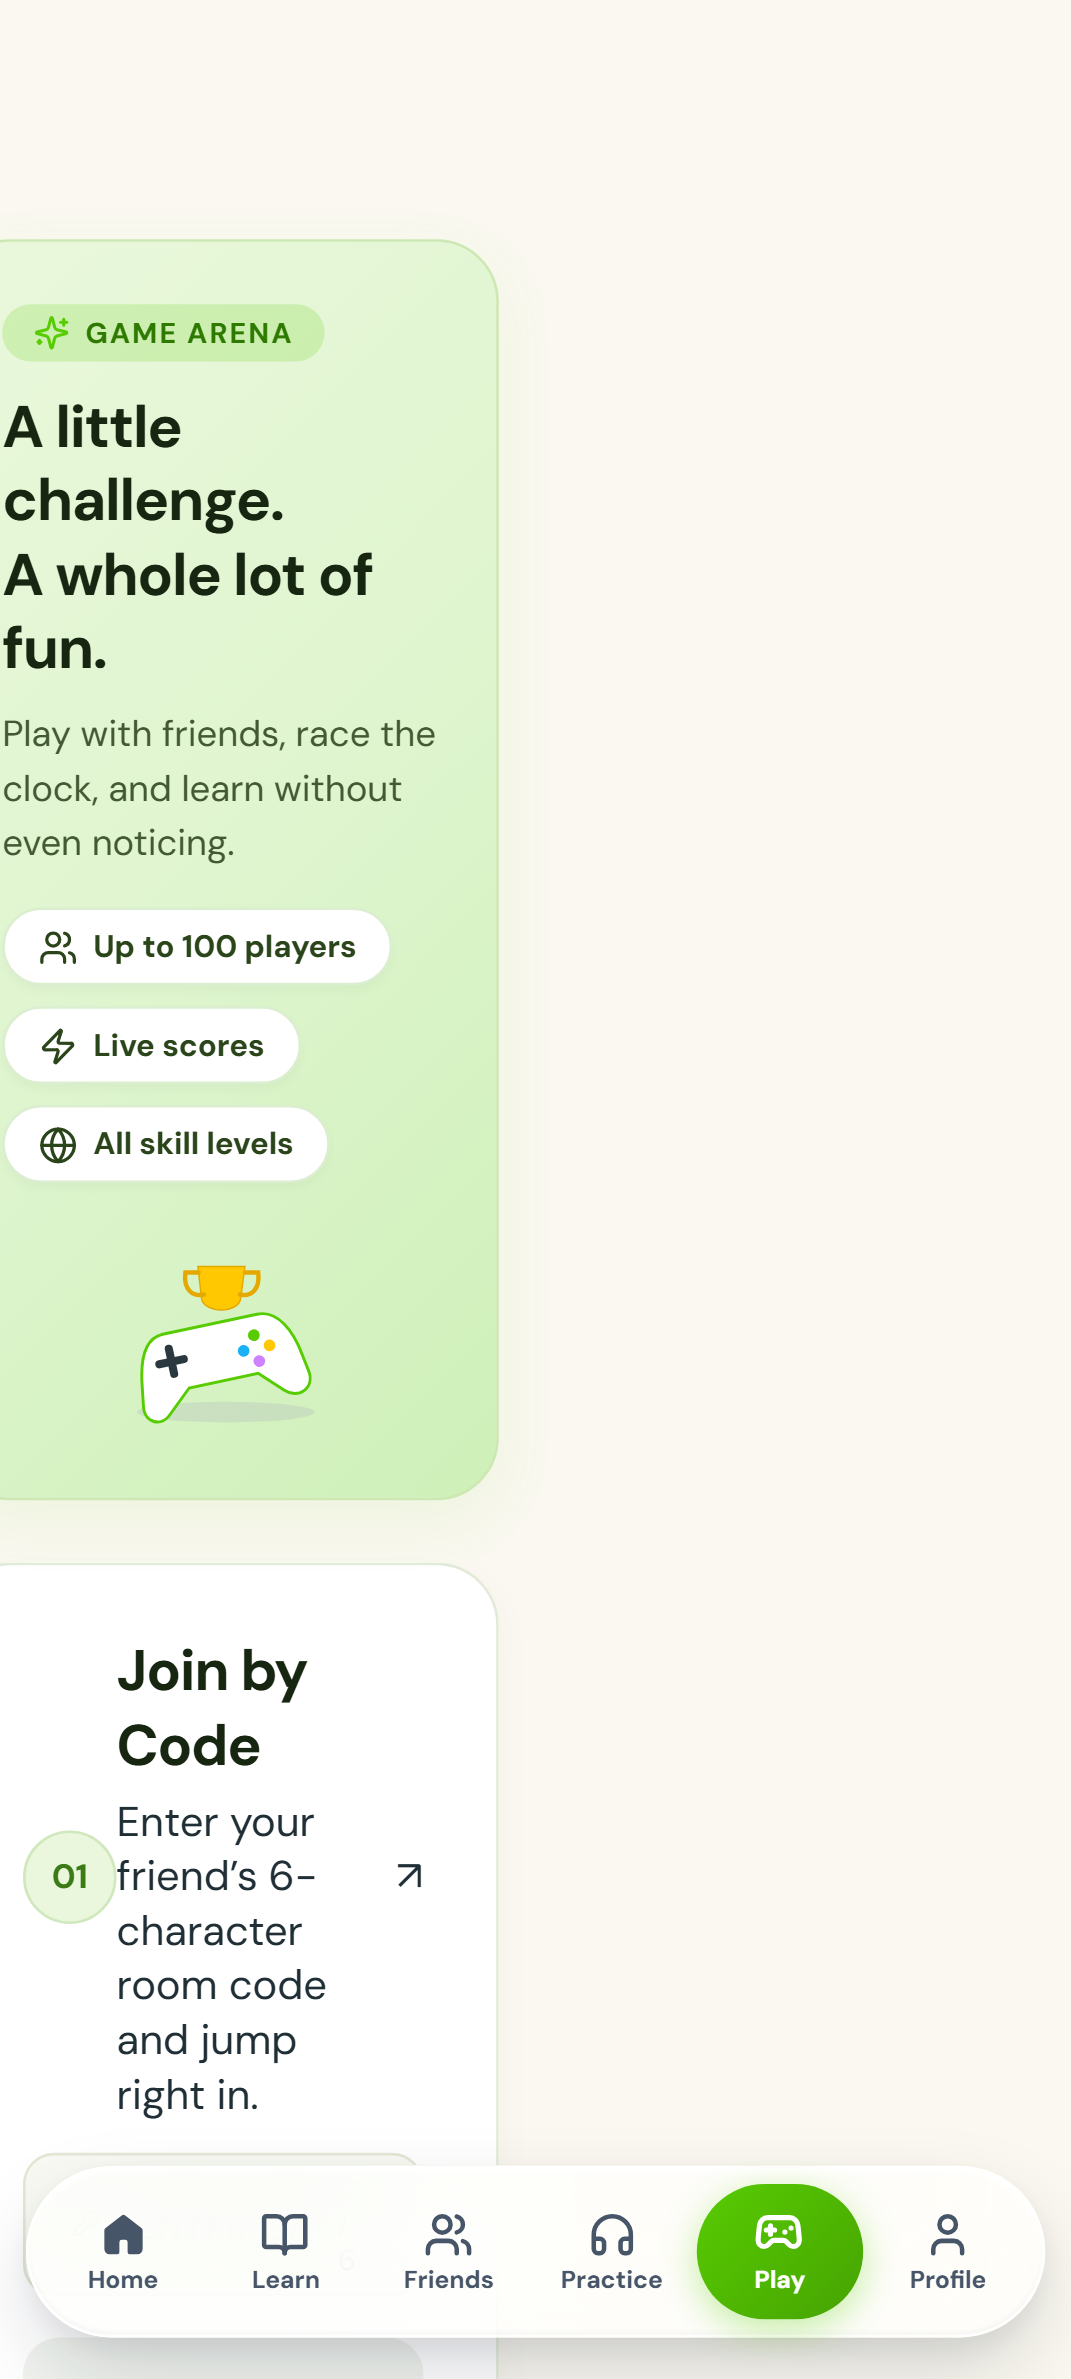 GAME ARENA
A little
challenge.
A whole lot of
fun.
Play with friends, race the
clock, and learn without
even noticing.
Up to 100 players
Live scores
All skill levels
Join by
Code
01
Enter your
friend’s 6-
character
room code
and jump
right in.
6
Home
Learn
Friends
Practice
Play
Profile